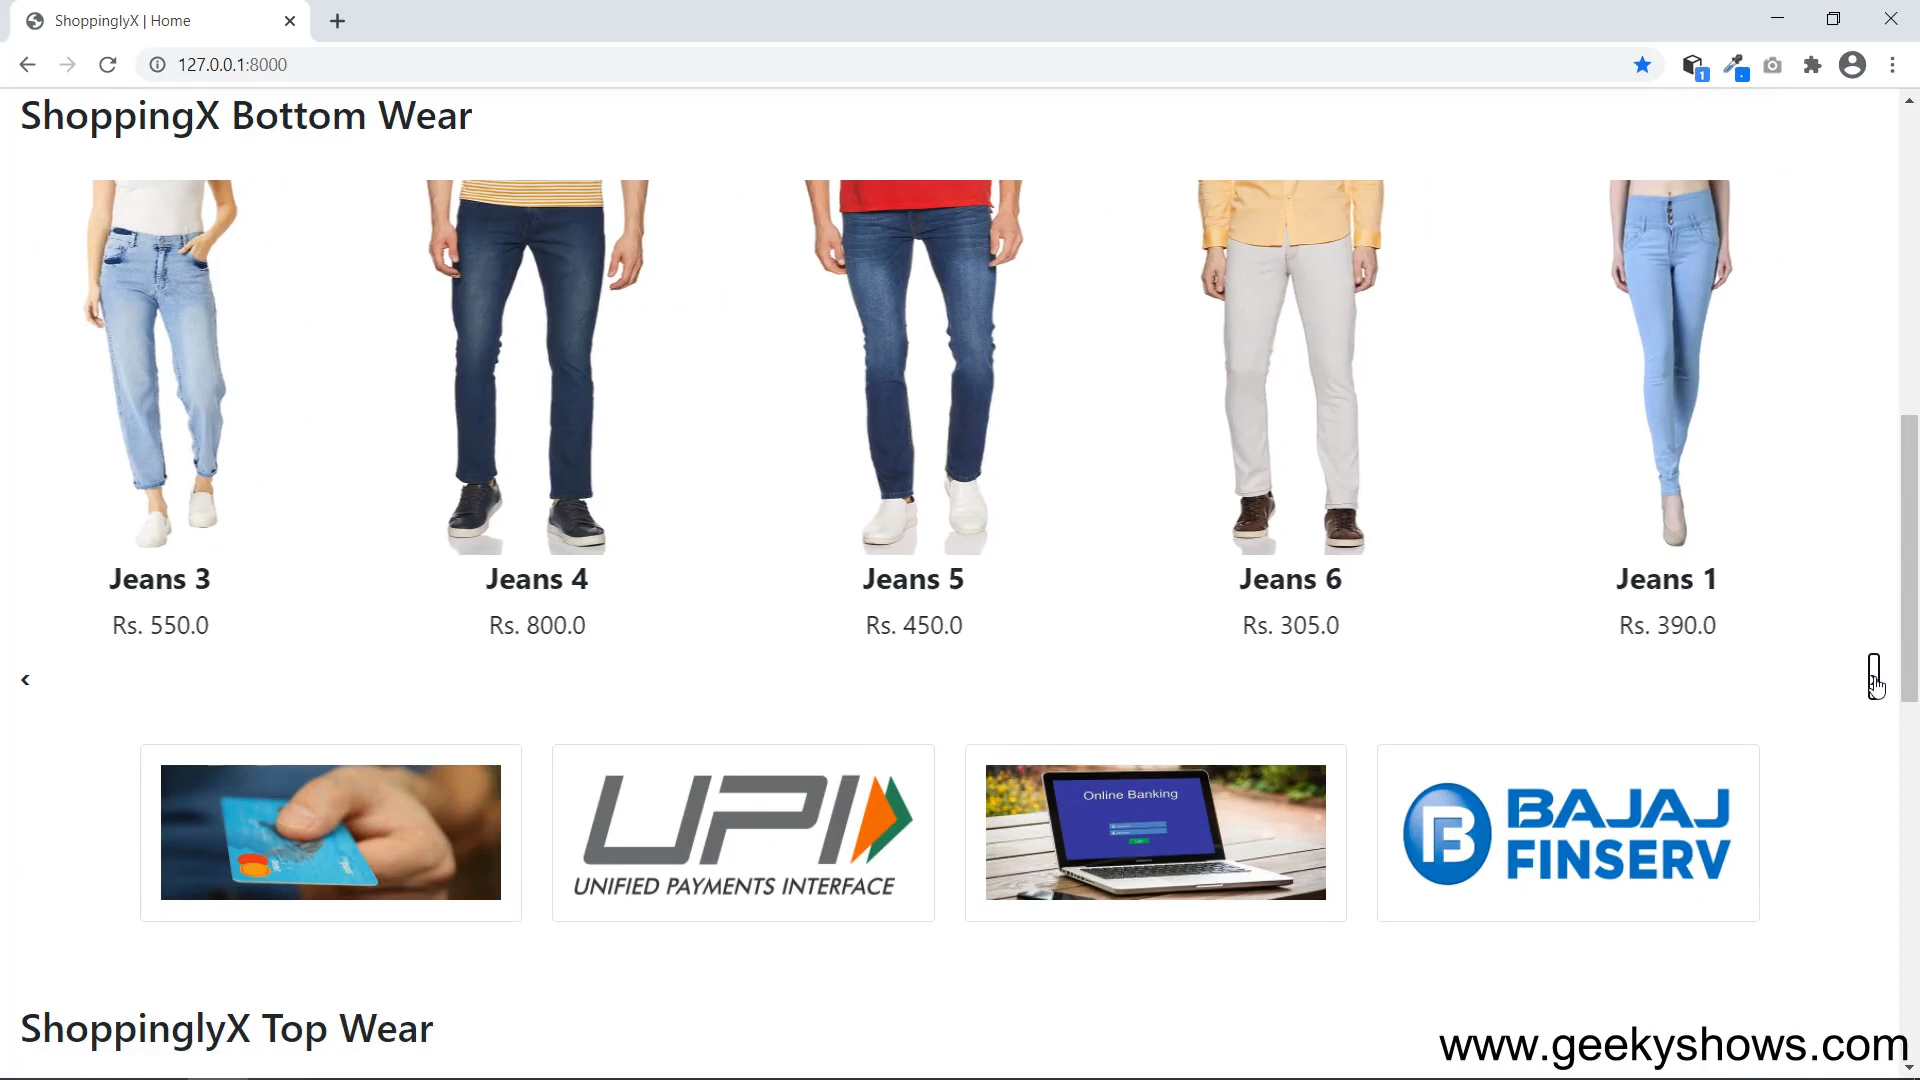 ShoppinglyX | Home
127.0.0.1:8000
1
ShoppingX Bottom Wear
Jeans 3
Jeans 4
Jeans 5
Jeans 6
Jeans 1
Rs. 550.0
Rs. 800.0
Rs. 450.0
Rs. 305.0
Rs. 390.0
UPI
UNIFIED PAYMENTS INTERFACE
Online Banking
B
BAJAJ
FINSERV
ShoppinglyX Top Wear
www.geekyshows.com